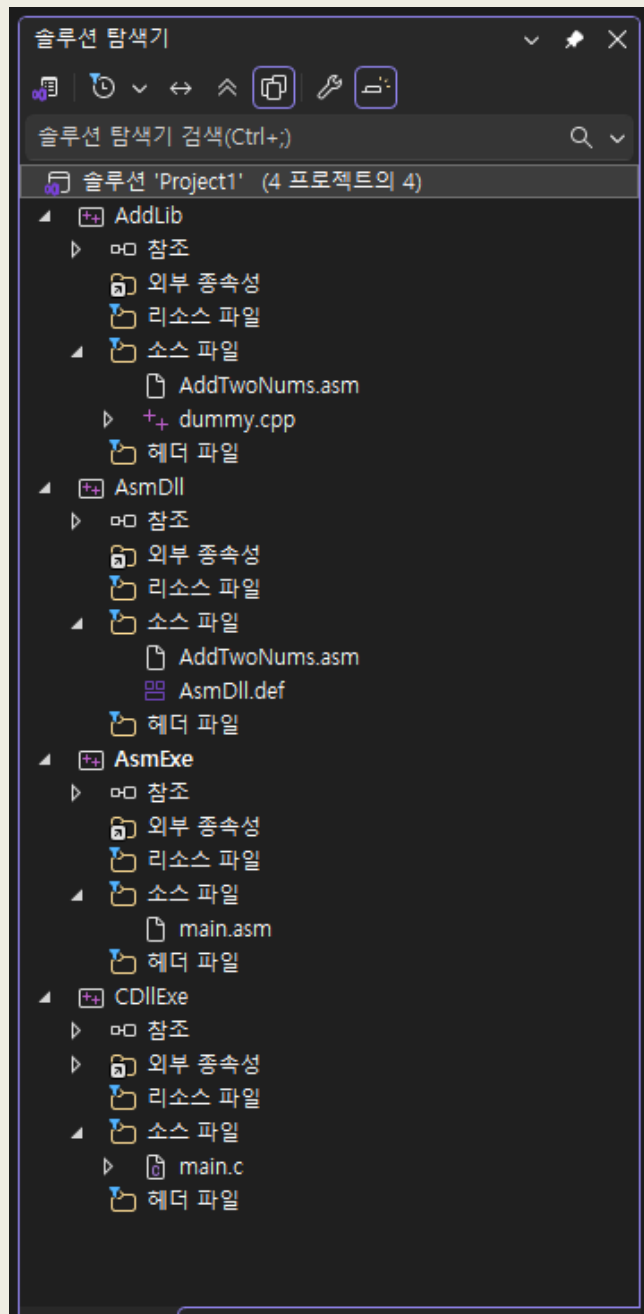 솔루션 탐색기
솔루션 탐색기 검색(Ctrl+;)
솔루션 'Project1' (4 프로젝트의 4)
AddLib
참조
외부 종속성
리소스 파일
소스 파일
AddTwoNums.asm
dummy.cpp
헤더 파일
AsmDll
참조
외부 종속성
리소스 파일
소스 파일
AddTwoNums.asm
AsmDll.def
헤더 파일
AsmExe
참조
외부 종속성
리소스 파일
소스 파일
main.asm
헤더 파일
CDllExe
참조
외부 종속성
리소스 파일
소스 파일
main.c
헤더 파일